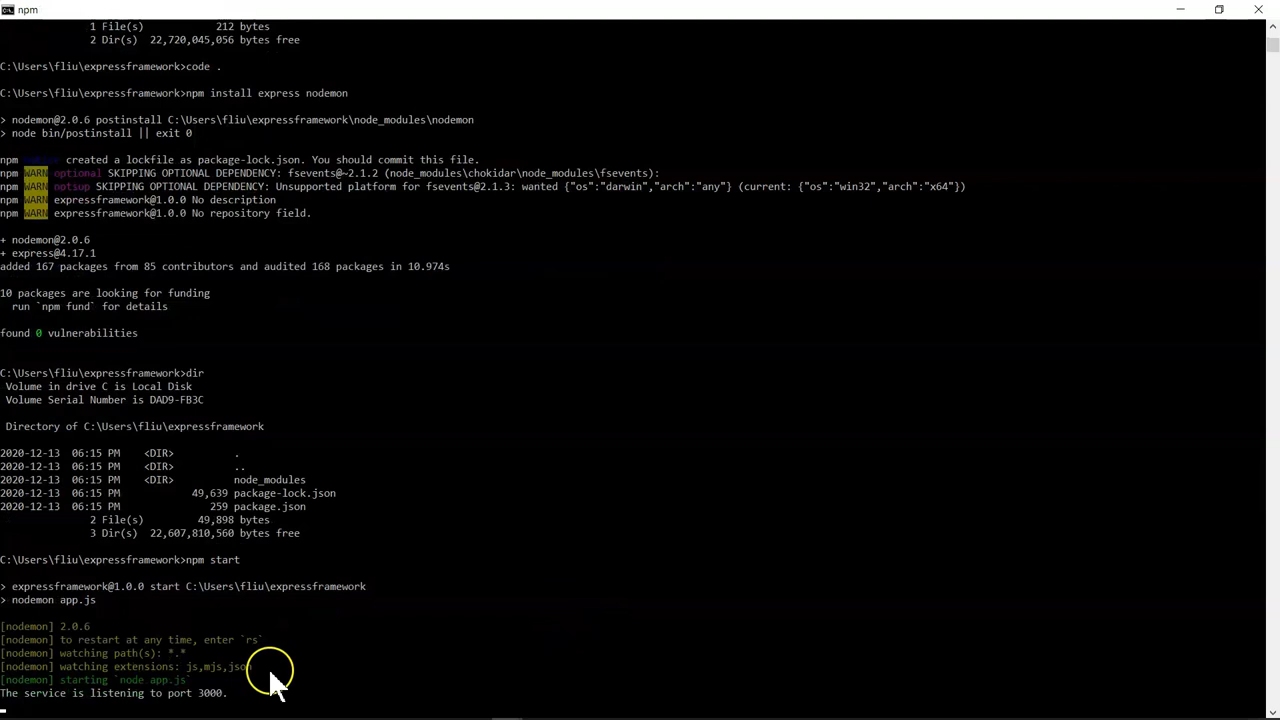 npm
1 File(s) 212 bytes
2 Dir(s) 22,720,045,056 bytes free
C:\Users\fliu\expressframework>code .
C:\Users\fliu\expressframework>npm install express nodemon
> nodemon@2.0.6 postinstall C:\Users\fliu\expressframework\node_modules\nodemon
> node bin/postinstall || exit 0
npm created a lockfile as package-lock.json. You should commit this file.
npm WARN optional SKIPPING OPTIONAL DEPENDENCY: fsevents@~2.1.2 (node_modules\chokidar\node_modules\fsevents):
npm WARN notsup SKIPPING OPTIONAL DEPENDENCY: Unsupported platform for fsevents@2.1.3: wanted {"os":"darwin","arch":"any"} (current: {"os":"win32","arch":"x64"})
npm WARN expressframework@1.0.0 No description
npm WARN expressframework@1.0.0 No repository field.
+ nodemon@2.0.6
+ express@4.17.1
added 167 packages from 85 contributors and audited 168 packages in 10.974s
10 packages are looking for funding
run `npm fund` for details
found 0 vulnerabilities
C:\Users\fliu\expressframework>dir
Volume in drive C is Local Disk
Volume Serial Number is DAD9-FB3C
Directory of C:\Users\fliu\expressframework
2020-12-13 06:15 PM <DIR> .
2020-12-13 06:15 PM <DIR> ..
2020-12-13 06:15 PM <DIR> node_modules
2020-12-13 06:15 PM 49,639 package-lock.json
2020-12-13 06:15 PM 259 package.json
2 File(s) 49,898 bytes
3 Dir(s) 22,607,810,560 bytes free
C:\Users\fliu\expressframework>npm start
> expressframework@1.0.0 start C:\Users\fliu\expressframework
> nodemon app.js
[nodemon] 2.0.6
[nodemon] to restart at any time, enter `rs`
[nodemon] watching path(s): *.*
[nodemon] watching extensions: js,mjs,json
[nodemon] starting `node app.js`
The service is listening to port 3000.